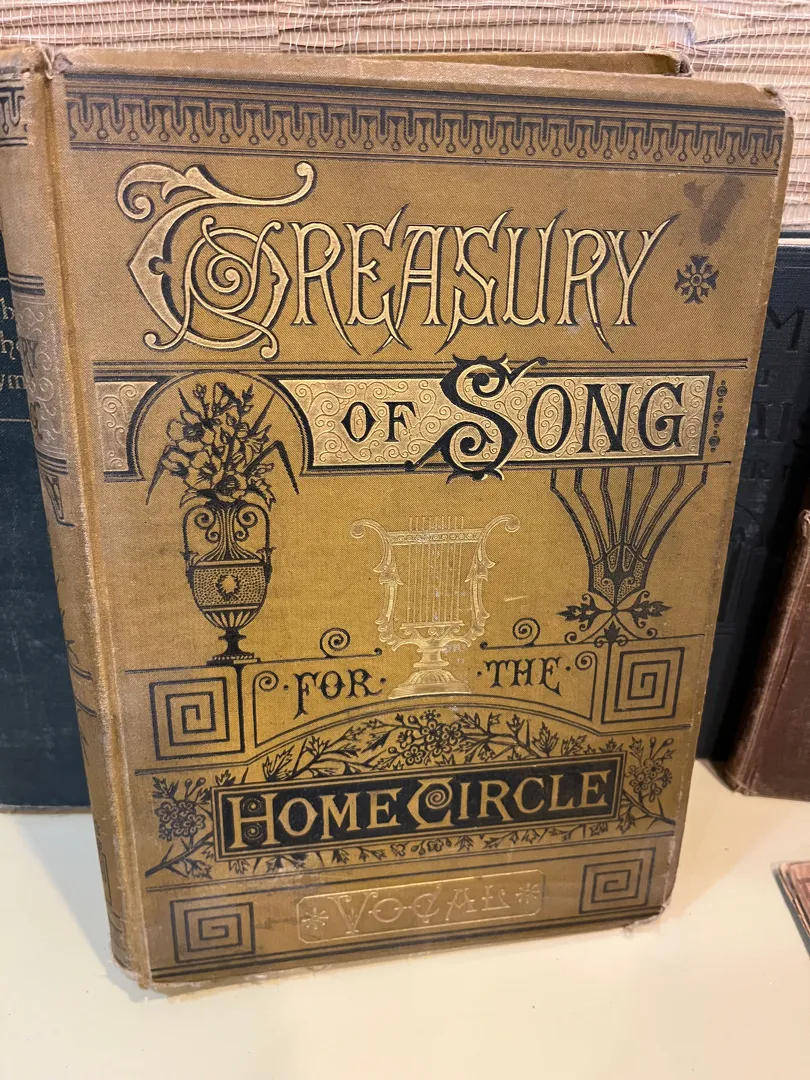 TREASURY
OF SONG
·FOR· ·THE·
HOME CIRCLE
VOCAL